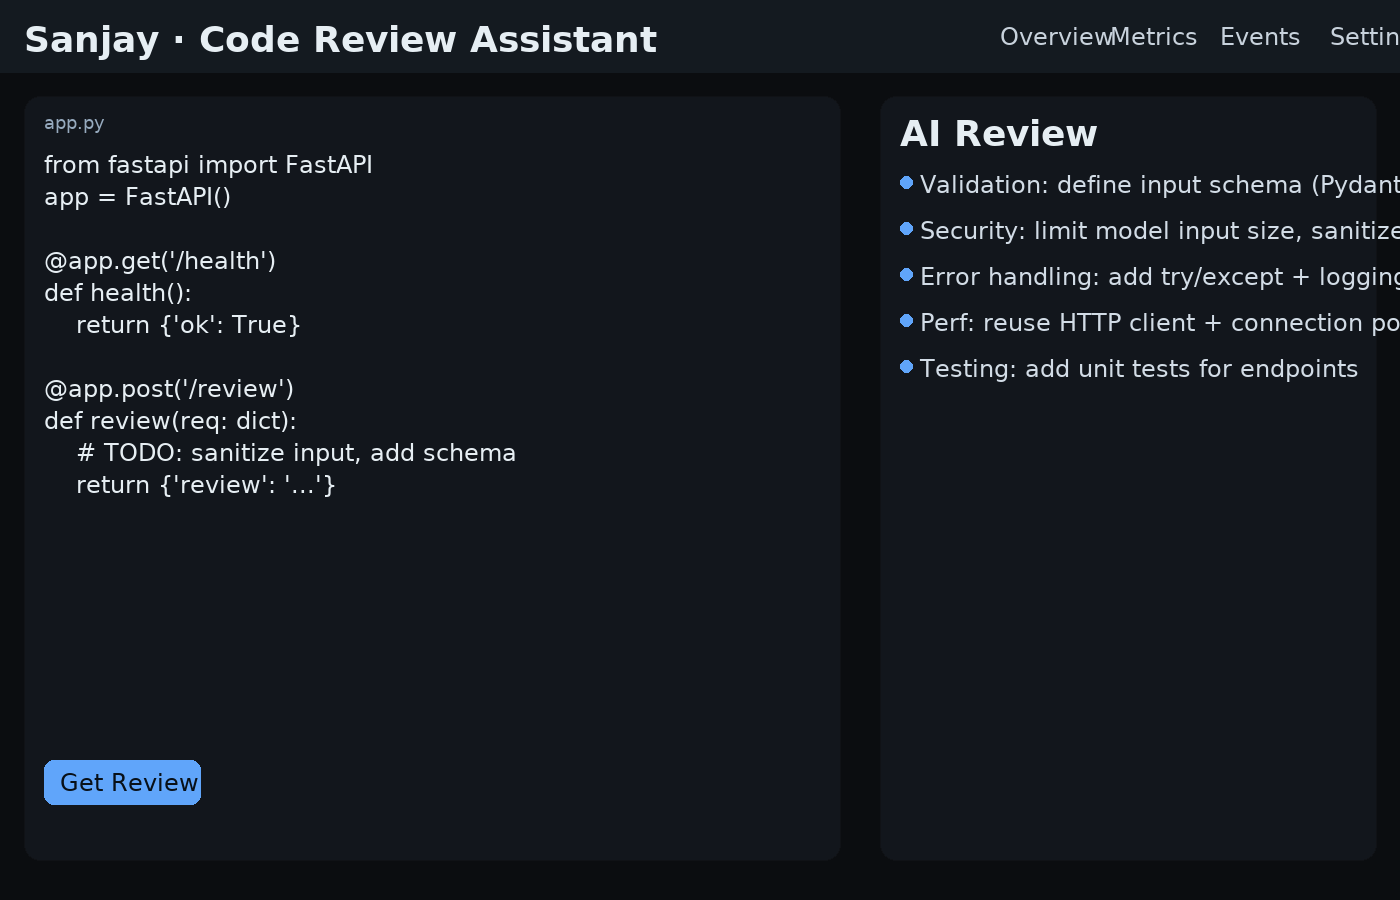 Sanjay · Code Review Assistant
Overview Metrics Events Settin
app.py
from fastapi import FastAPI
app = FastAPI()
@app.get('/health')
def health():
    return {'ok': True}
@app.post('/review')
def review(req: dict):
    # TODO: sanitize input, add schema
    return {'review': '...'}
Get Review
AI Review
Validation: define input schema (Pydant
Security: limit model input size, sanitize
Error handling: add try/except + logging
Perf: reuse HTTP client + connection po
Testing: add unit tests for endpoints